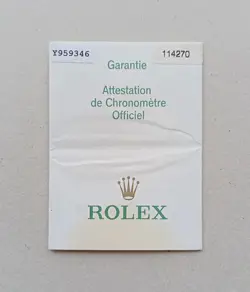 Y959346 114270
Garantie
Attestation
de Chronomètre
Officiel
ROLEX